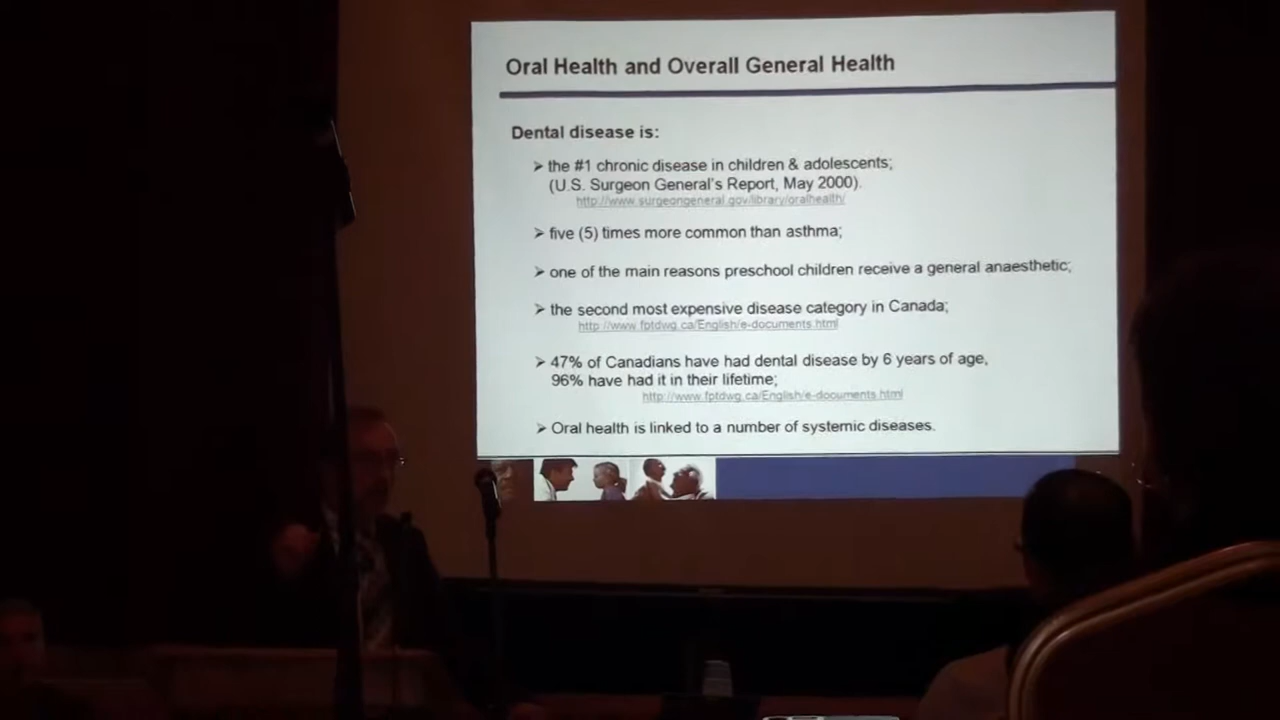 Oral Health and Overall General Health
Dental disease is:
➢ the #1 chronic disease in children & adolescents;
(U.S. Surgeon General's Report, May 2000).
http://www.surgeongeneral.gov/library/oralhealth/
➢ five (5) times more common than asthma;
➢ one of the main reasons preschool children receive a general anaesthetic;
➢ the second most expensive disease category in Canada;
http://www.fptdwg.ca/English/e-documents.html
➢ 47% of Canadians have had dental disease by 6 years of age,
96% have had it in their lifetime;
http://www.fptdwg.ca/English/e-documents.html
➢ Oral health is linked to a number of systemic diseases.